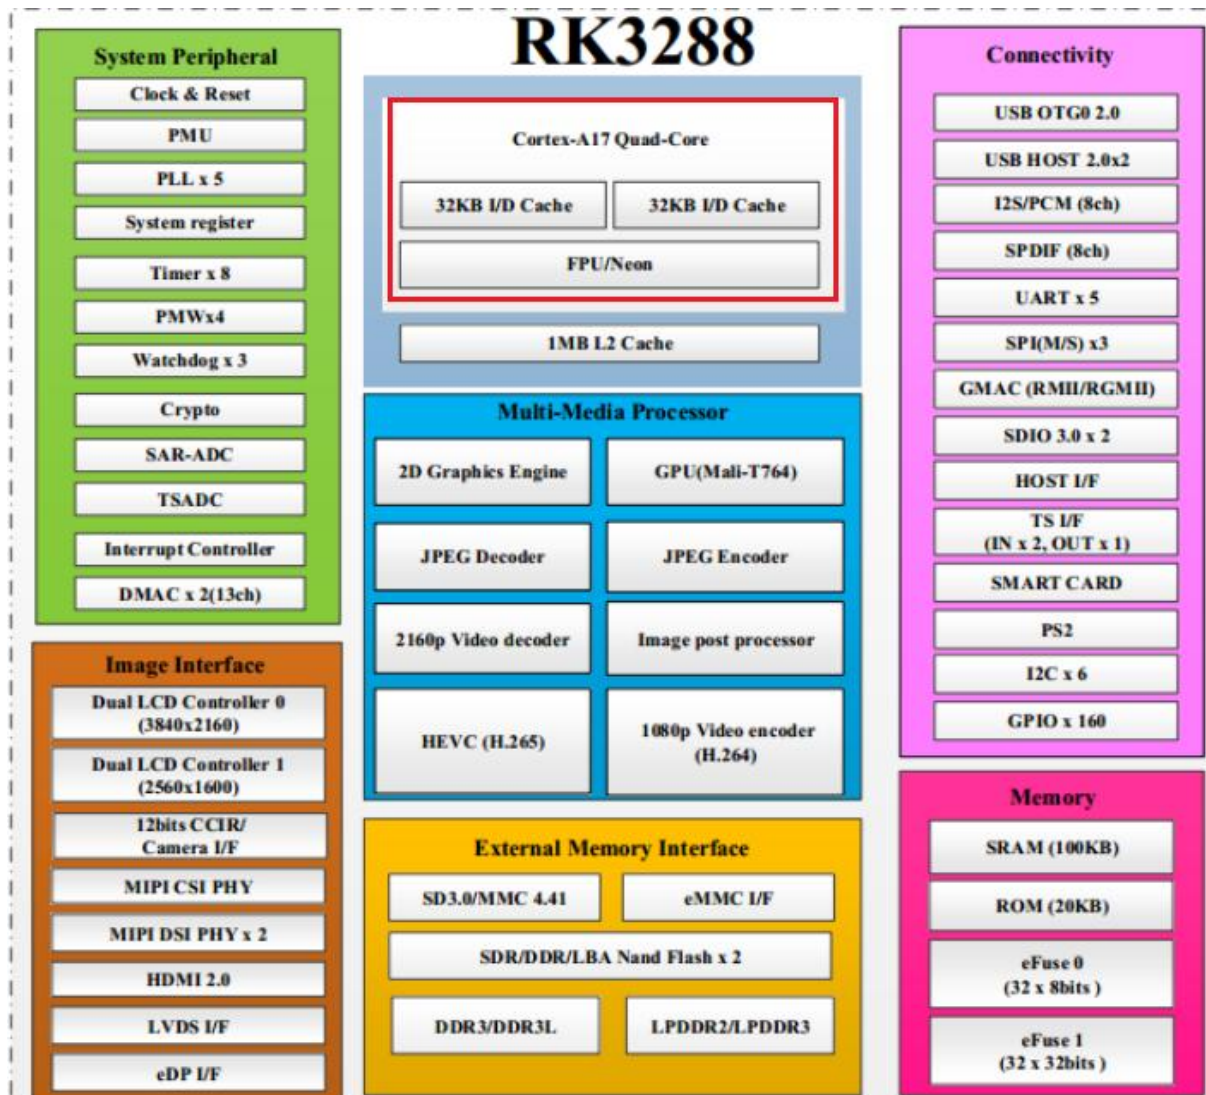 RK3288
System Peripheral
Clock & Reset
PMU
PLL x 5
System register
Timer x 8
PMWx4
Watchdog x 3
Crypto
SAR-ADC
TSADC
Interrupt Controller
DMAC x 2(13ch)
Image Interface
Dual LCD Controller 0
(3840x2160)
Dual LCD Controller 1
(2560x1600)
12bits CCIR/
Camera I/F
MIPI CSI PHY
MIPI DSI PHY x 2
HDMI 2.0
LVDS I/F
eDP I/F
Cortex-A17 Quad-Core
32KB I/D Cache
32KB I/D Cache
FPU/Neon
1MB L2 Cache
Multi-Media Processor
2D Graphics Engine
GPU(Mali-T764)
JPEG Decoder
JPEG Encoder
2160p Video decoder
Image post processor
HEVC (H.265)
1080p Video encoder
(H.264)
External Memory Interface
SD3.0/MMC 4.41
eMMC I/F
SDR/DDR/LBA Nand Flash x 2
DDR3/DDR3L
LPDDR2/LPDDR3
Connectivity
USB OTG0 2.0
USB HOST 2.0x2
I2S/PCM (8ch)
SPDIF (8ch)
UART x 5
SPI(M/S) x3
GMAC (RMII/RGMII)
SDIO 3.0 x 2
HOST I/F
TS I/F
(IN x 2, OUT x 1)
SMART CARD
PS2
I2C x 6
GPIO x 160
Memory
SRAM (100KB)
ROM (20KB)
eFuse 0
(32 x 8bits )
eFuse 1
(32 x 32bits )